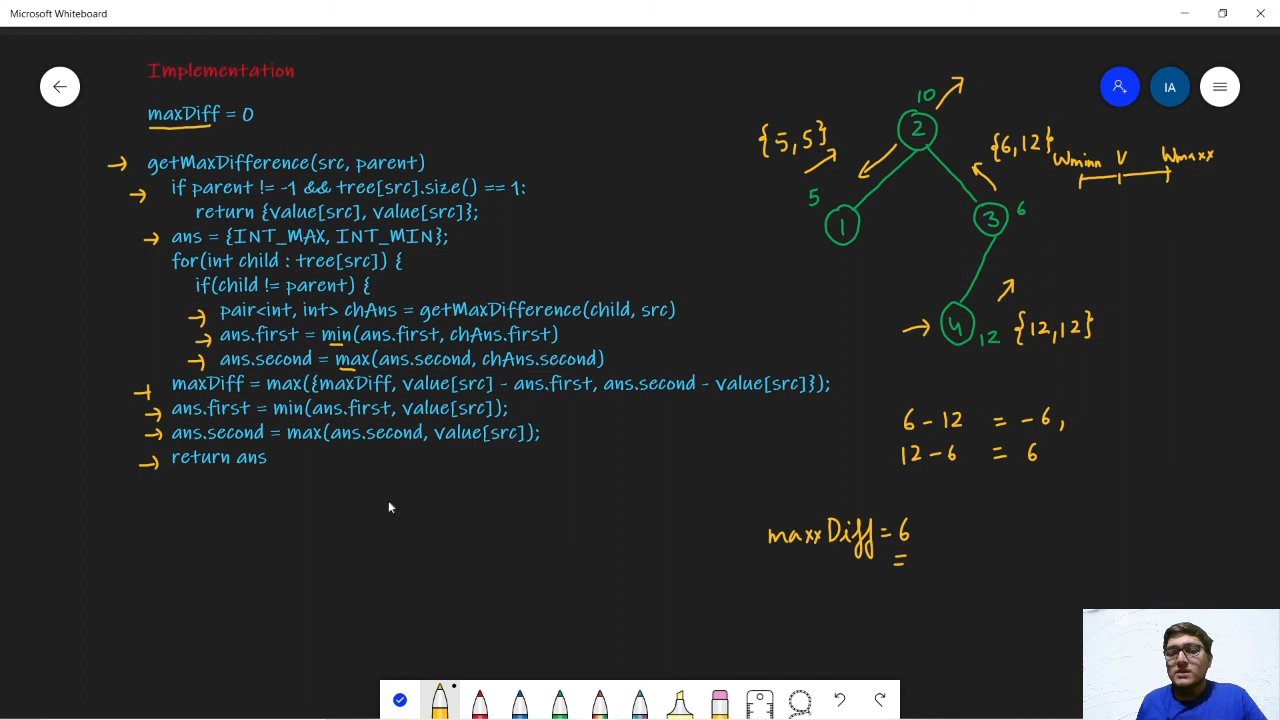 Microsoft Whiteboard
IA
Implementation
maxDiff = 0
getMaxDifference(src, parent)
if parent != -1 && tree[src].size() == 1:
return {value[src], value[src]};
ans = {INT_MAX, INT_MIN};
for(int child : tree[src]) {
if(child != parent) {
pair<int, int> chAns = getMaxDifference(child, src)
ans.first = min(ans.first, chAns.first)
ans.second = max(ans.second, chAns.second)
maxDiff = max({maxDiff, value[src] - ans.first, ans.second - value[src]});
ans.first = min(ans.first, value[src]);
ans.second = max(ans.second, value[src]);
return ans
10
2
{5,5}
{6,12}
Wminn V Wmaxx
5
1
3
6
4
12
{12,12}
6 - 12 = -6,
12 - 6 = 6
maxxDiff = 6